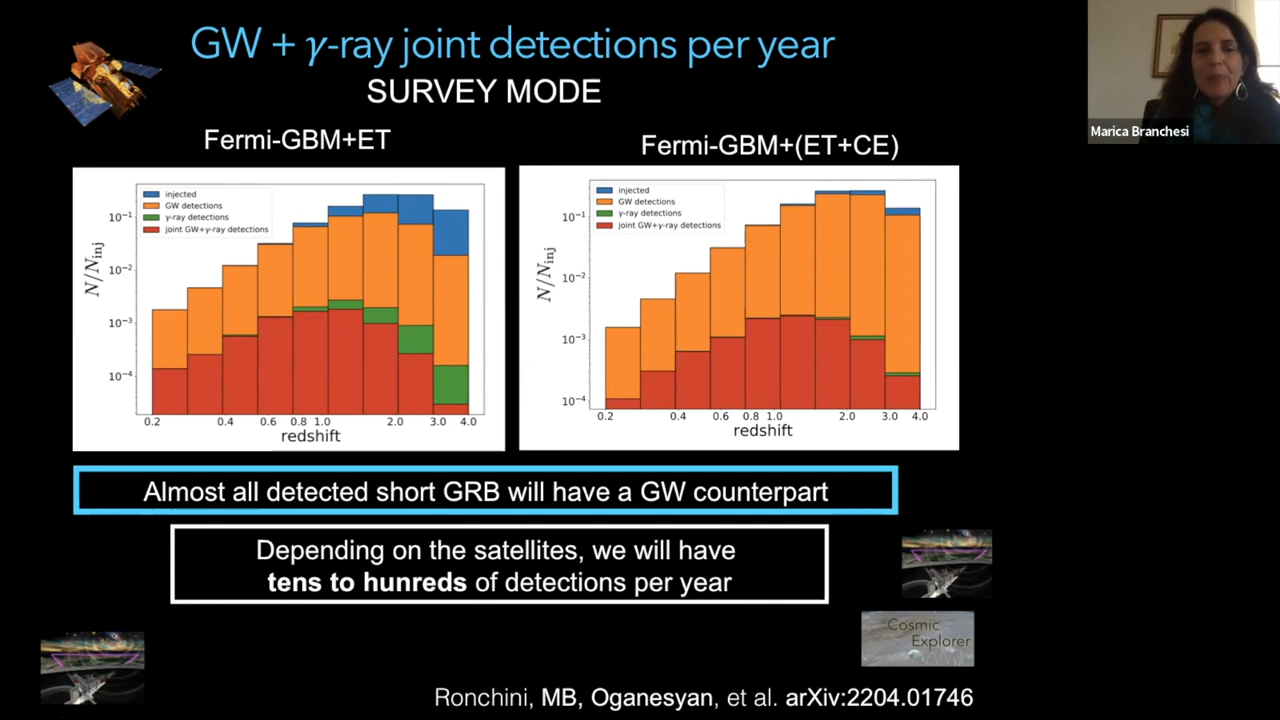 GW + γ-ray joint detections per year
SURVEY MODE
Marica Branchesi
Fermi-GBM+ET
Fermi-GBM+(ET+CE)
injected
GW detections
γ-ray detections
joint GW+γ-ray detections
N/N_inj
10⁻¹
10⁻²
10⁻³
10⁻⁴
0.2 0.4 0.6 0.8 1.0 2.0 3.0 4.0
redshift
injected
GW detections
γ-ray detections
joint GW+γ-ray detections
N/N_inj
10⁻¹
10⁻²
10⁻³
10⁻⁴
0.2 0.4 0.6 0.8 1.0 2.0 3.0 4.0
redshift
Almost all detected short GRB will have a GW counterpart
Depending on the satellites, we will have
tens to hunreds of detections per year
Cosmic
Explorer
Ronchini, MB, Oganesyan, et al. arXiv:2204.01746